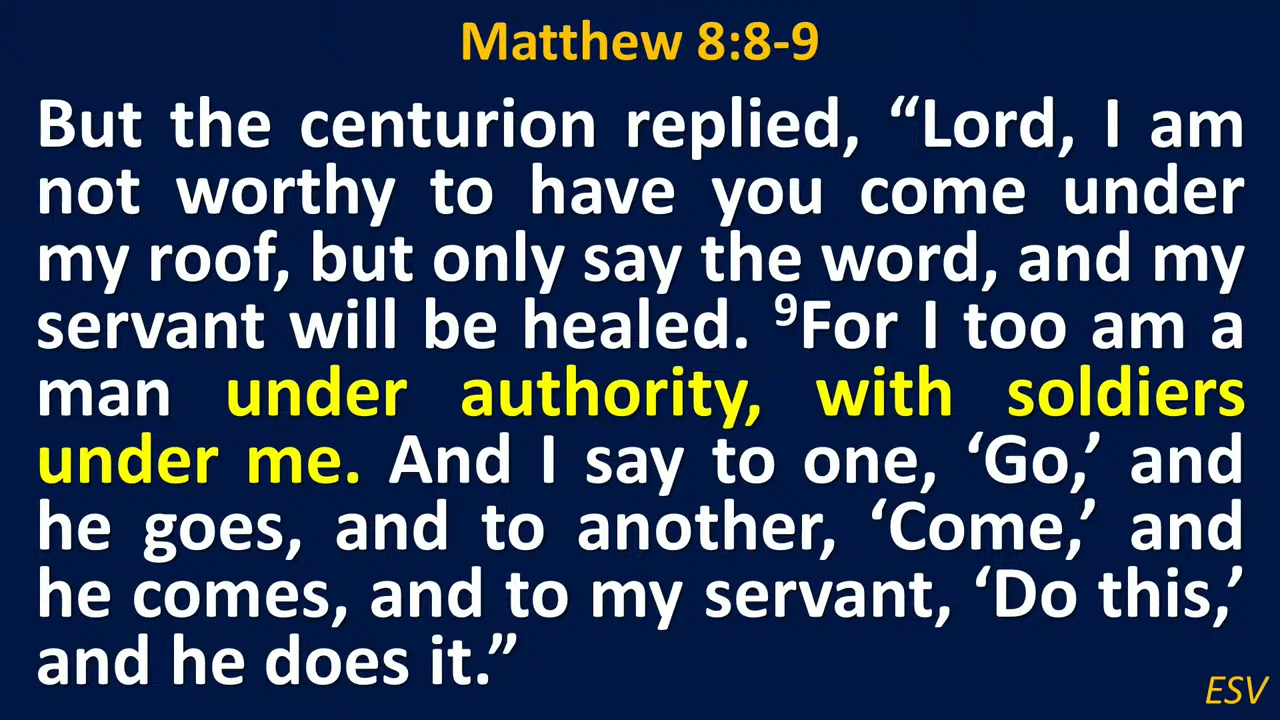 Matthew 8:8-9
But the centurion replied, “Lord, I am
not worthy to have you come under
my roof, but only say the word, and my
servant will be healed. ⁹For I too am a
man under authority, with soldiers
under me. And I say to one, ‘Go,’ and
he goes, and to another, ‘Come,’ and
he comes, and to my servant, ‘Do this,’
and he does it.”
ESV